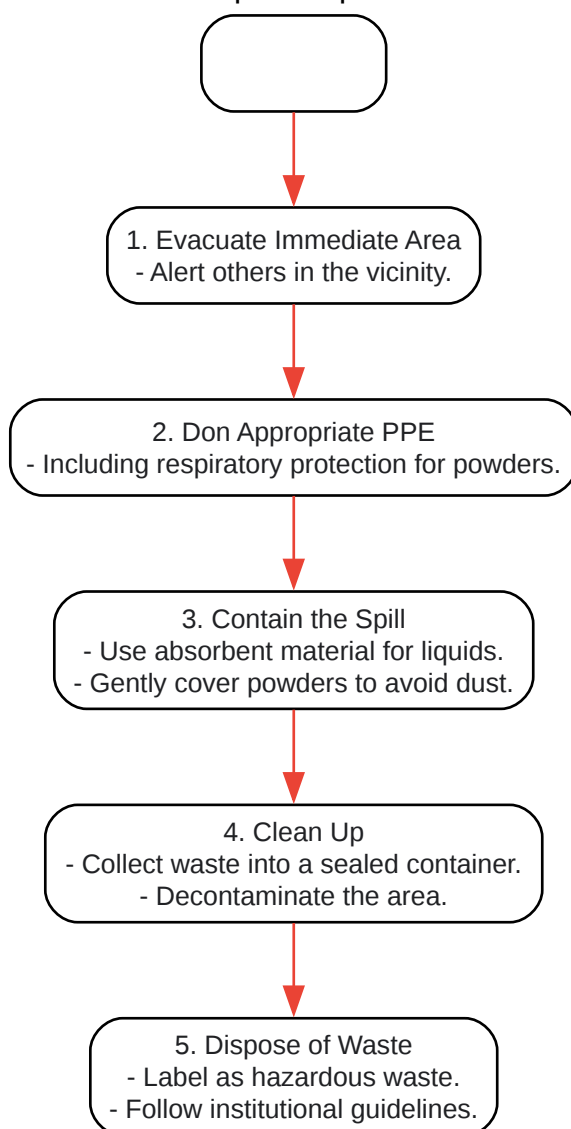 1. Evacuate Immediate Area
- Alert others in the vicinity.
2. Don Appropriate PPE
- Including respiratory protection for powders.
3. Contain the Spill
- Use absorbent material for liquids.
- Gently cover powders to avoid dust.
4. Clean Up
- Collect waste into a sealed container.
- Decontaminate the area.
5. Dispose of Waste
- Label as hazardous waste.
- Follow institutional guidelines.